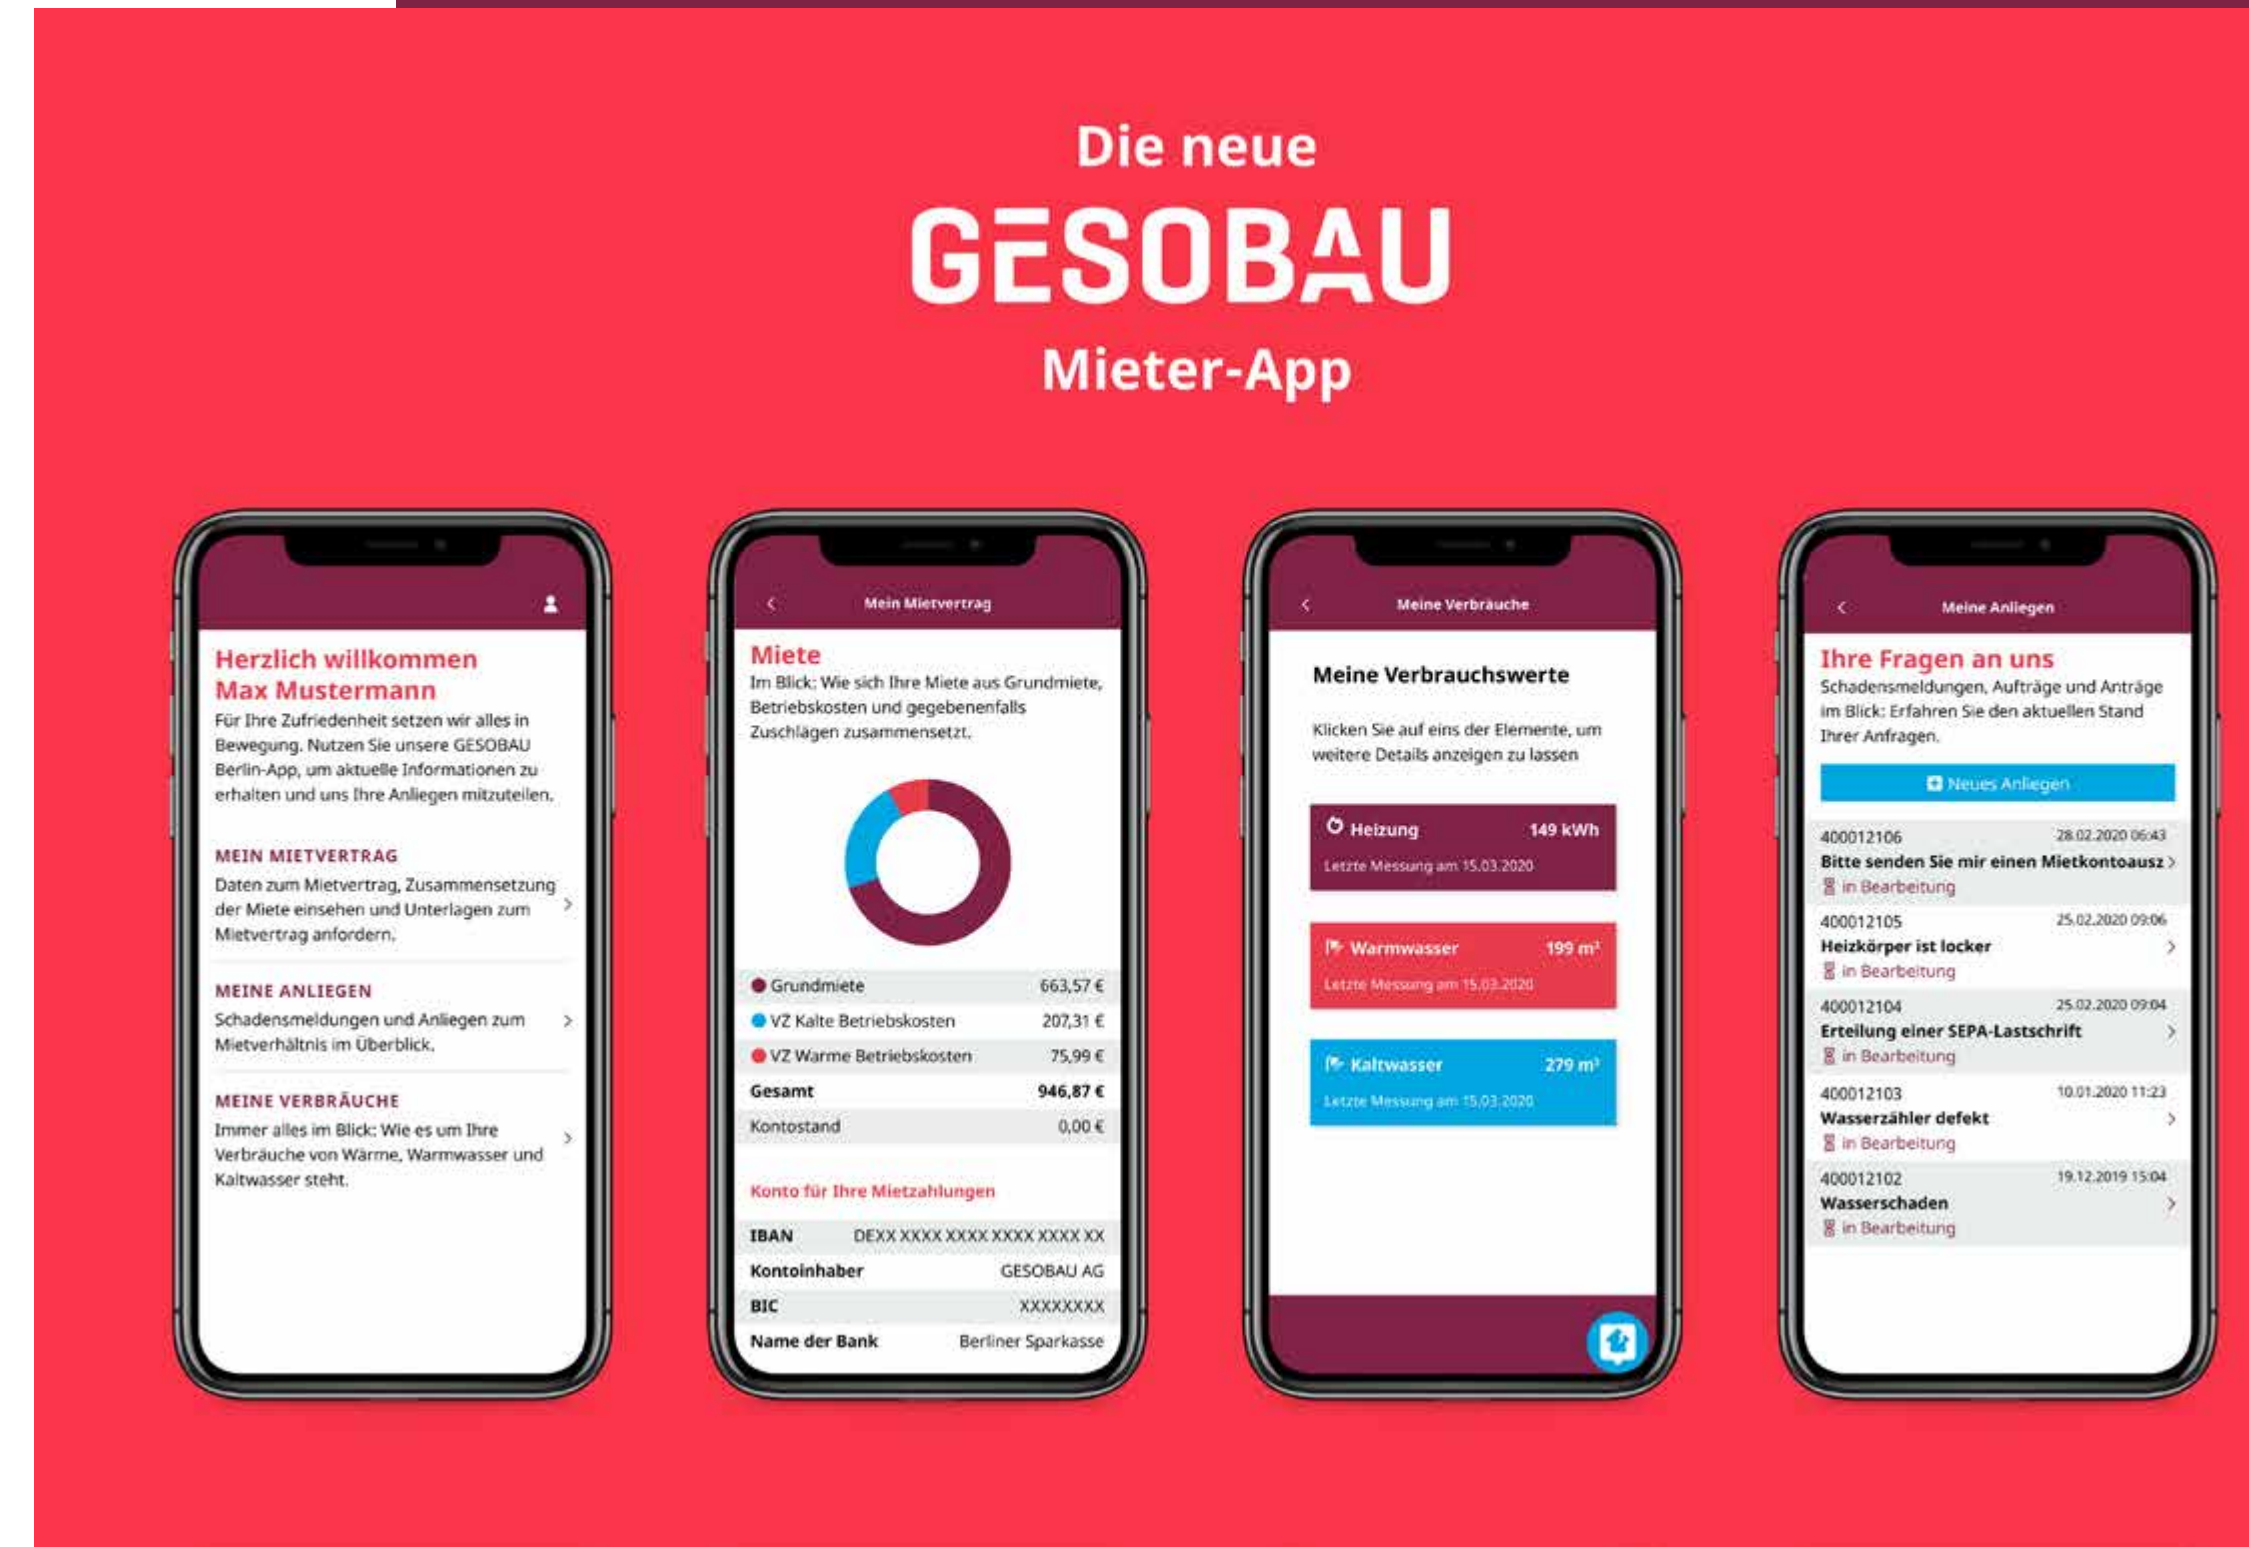 Die neue
GESOBAU
Mieter-App
Herzlich willkommen
Max Mustermann
Für Ihre Zufriedenheit setzen wir alles in
Bewegung. Nutzen Sie unsere GESOBAU
Berlin-App, um aktuelle Informationen zu
erhalten und uns Ihre Anliegen mitzuteilen.
MEIN MIETVERTRAG
Daten zum Mietvertrag, Zusammensetzung
der Miete einsehen und Unterlagen zum
Mietvertrag anfordern.
MEINE ANLIEGEN
Schadensmeldungen und Anliegen zum
Mietverhältnis im Überblick.
MEINE VERBRÄUCHE
Immer alles im Blick: Wie es um Ihre
Verbräuche von Wärme, Warmwasser und
Kaltwasser steht.
Mein Mietvertrag
Miete
Im Blick: Wie sich Ihre Miete aus Grundmiete,
Betriebskosten und gegebenenfalls
Zuschlägen zusammensetzt.
Grundmiete 663,57 €
VZ Kalte Betriebskosten 207,31 €
VZ Warme Betriebskosten 75,99 €
Gesamt 946,87 €
Kontostand 0,00 €
Konto für Ihre Mietzahlungen
IBAN DEXX XXXX XXXX XXXX XXXX XX
Kontoinhaber GESOBAU AG
BIC XXXXXXXX
Name der Bank Berliner Sparkasse
Meine Verbräuche
Meine Verbrauchswerte
Klicken Sie auf eins der Elemente, um
weitere Details anzeigen zu lassen
Heizung 149 kWh
Letzte Messung am 15.03.2020
Warmwasser 199 m³
Letzte Messung am 15.03.2020
Kaltwasser 279 m³
Letzte Messung am 15.03.2020
Meine Anliegen
Ihre Fragen an uns
Schadensmeldungen, Aufträge und Anträge
im Blick: Erfahren Sie den aktuellen Stand
Ihrer Anfragen.
Neues Anliegen
400012106 28.02.2020 06:43
Bitte senden Sie mir einen Mietkontoausz
in Bearbeitung
400012105 25.02.2020 09:06
Heizkörper ist locker
in Bearbeitung
400012104 25.02.2020 09:04
Erteilung einer SEPA-Lastschrift
in Bearbeitung
400012103 10.01.2020 11:23
Wasserzähler defekt
in Bearbeitung
400012102 19.12.2019 15:04
Wasserschaden
in Bearbeitung